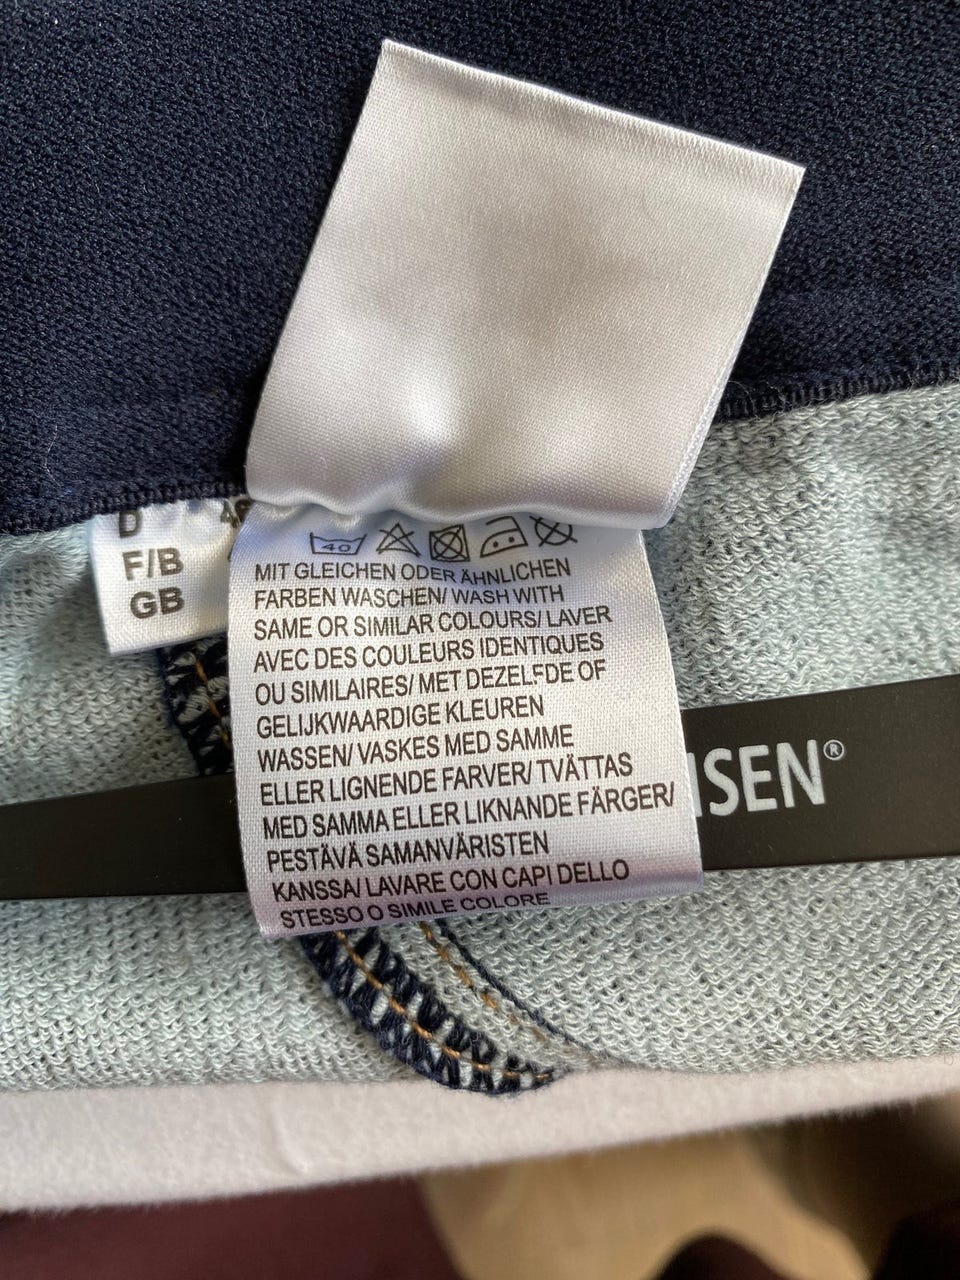 D 46
F/B
GB
40
MIT GLEICHEN ODER ÄHNLICHEN
FARBEN WASCHEN/ WASH WITH
SAME OR SIMILAR COLOURS/ LAVER
AVEC DES COULEURS IDENTIQUES
OU SIMILAIRES/ MET DEZELFDE OF
GELIJKWAARDIGE KLEUREN
WASSEN/ VASKES MED SAMME
ELLER LIGNENDE FARVER/ TVÄTTAS
MED SAMMA ELLER LIKNANDE FÄRGER/
PESTÄVÄ SAMANVÄRISTEN
KANSSA/ LAVARE CON CAPI DELLO
STESSO O SIMILE COLORE
SEN®